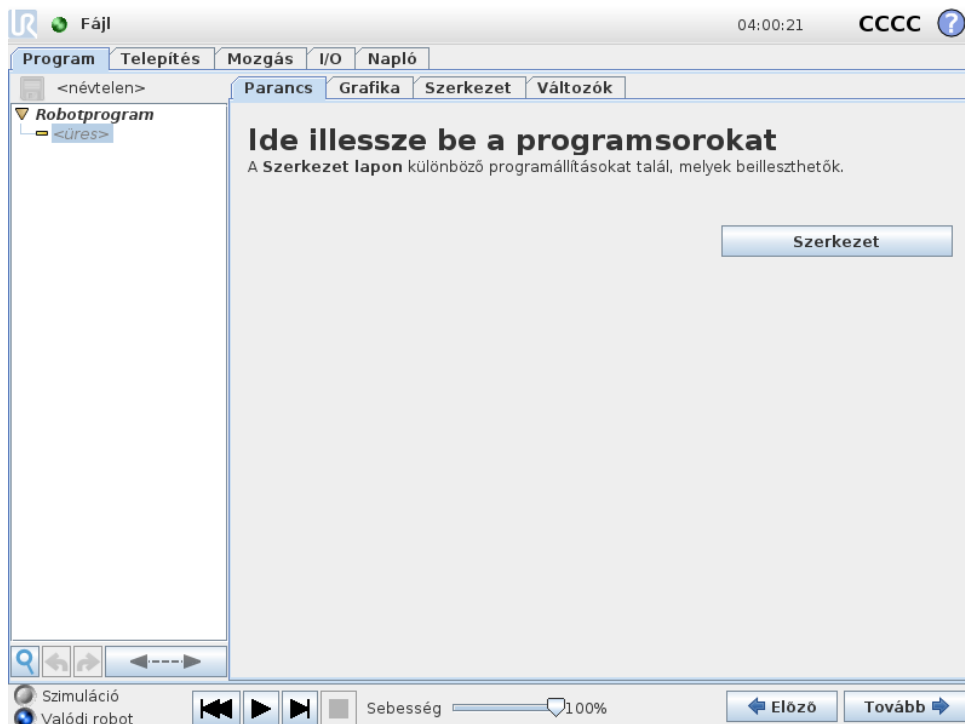 UR Fájl 04:00:21 CCCC ?
Program Telepítés Mozgás I/O Napló
<névtelen> Parancs Grafika Szerkezet Változók
Robotprogram
<üres>
Ide illessze be a programsorokat
A Szerkezet lapon különböző programállításokat talál, melyek beilleszthetők.
Szerkezet
Szimuláció
Valódi robot
Sebesség 100%
Előző Tovább